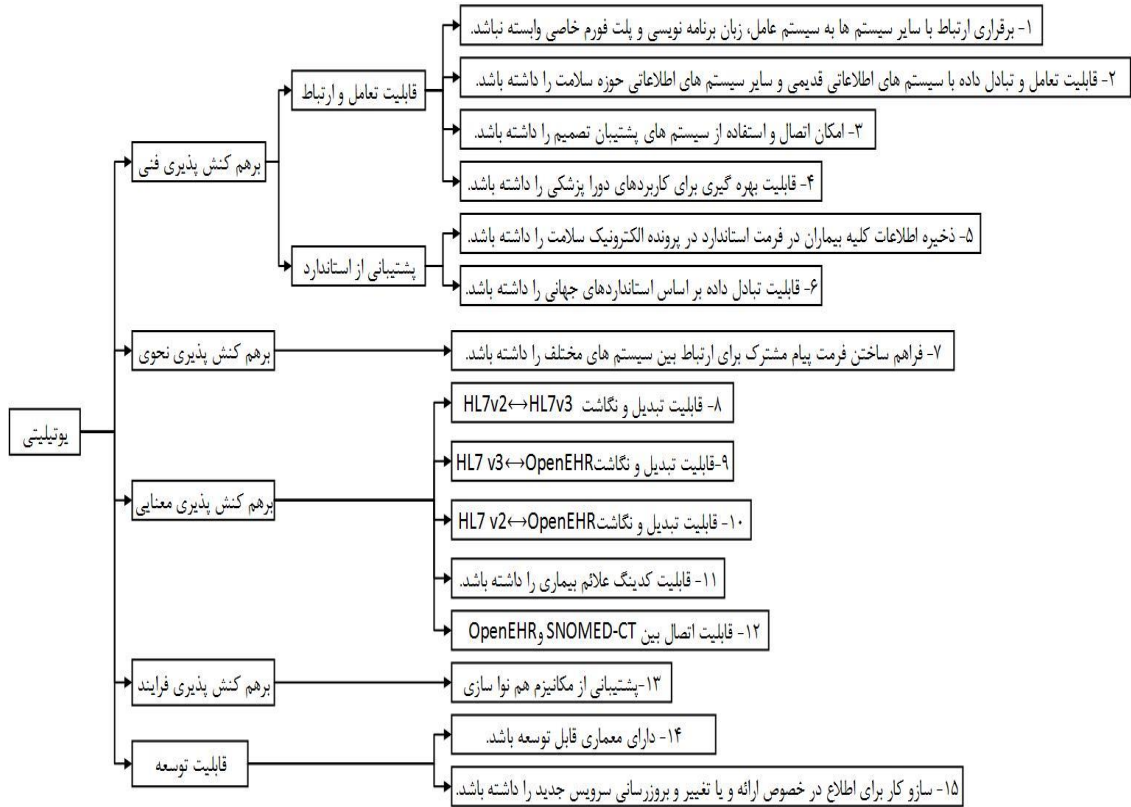 یوتیلیتی
برهم کنش پذیری فنی
قابلیت تعامل و ارتباط
۱- برقراری ارتباط با سایر سیستم ها به سیستم عامل، زبان برنامه نویسی و پلت فورم خاصی وابسته نباشد.
۲- قابلیت تعامل و تبادل داده با سیستم های اطلاعاتی قدیمی و سایر سیستم های اطلاعاتی حوزه سلامت را داشته باشد.
۳- امکان اتصال و استفاده از سیستم های پشتیبان تصمیم را داشته باشد.
۴- قابلیت بهره گیری برای کاربردهای دورا پزشکی را داشته باشد.
پشتیبانی از استاندارد
۵- ذخیره اطلاعات کلیه بیماران در فرمت استاندارد در پرونده الکترونیک سلامت را داشته باشد.
۶- قابلیت تبادل داده بر اساس استانداردهای جهانی را داشته باشد.
برهم کنش پذیری نحوی
۷- فراهم ساختن فرمت پیام مشترک برای ارتباط بین سیستم های مختلف را داشته باشد.
برهم کنش پذیری معنایی
۸- قابلیت تبدیل و نگاشت HL7v2↔HL7v3
۹-قابلیت تبدیل و نگاشت HL7 v3↔OpenEHR
۱۰- قابلیت تبدیل و نگاشت HL7 v2↔OpenEHR
۱۱- قابلیت کدینگ علائم بیماری را داشته باشد.
۱۲- قابلیت اتصال بین SNOMED-CT و OpenEHR
برهم کنش پذیری فرایند
۱۳-پشتیبانی از مکانیزم هم نوا سازی
قابلیت توسعه
۱۴- دارای معماری قابل توسعه باشد.
۱۵- سازو کار برای اطلاع در خصوص ارائه و یا تغییر و بروزرسانی سرویس جدید را داشته باشد.